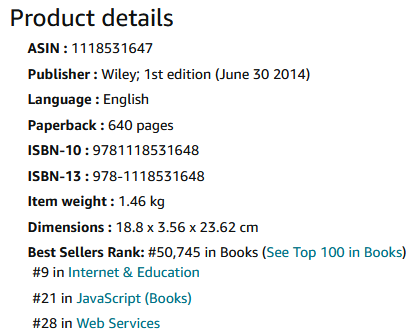 Product details
ASIN : 1118531647
Publisher : Wiley; 1st edition (June 30 2014)
Language : English
Paperback : 640 pages
ISBN-10 : 9781118531648
ISBN-13 : 978-1118531648
Item weight : 1.46 kg
Dimensions : 18.8 x 3.56 x 23.62 cm
Best Sellers Rank: #50,745 in Books (See Top 100 in Books)
#9 in Internet & Education
#21 in JavaScript (Books)
#28 in Web Services